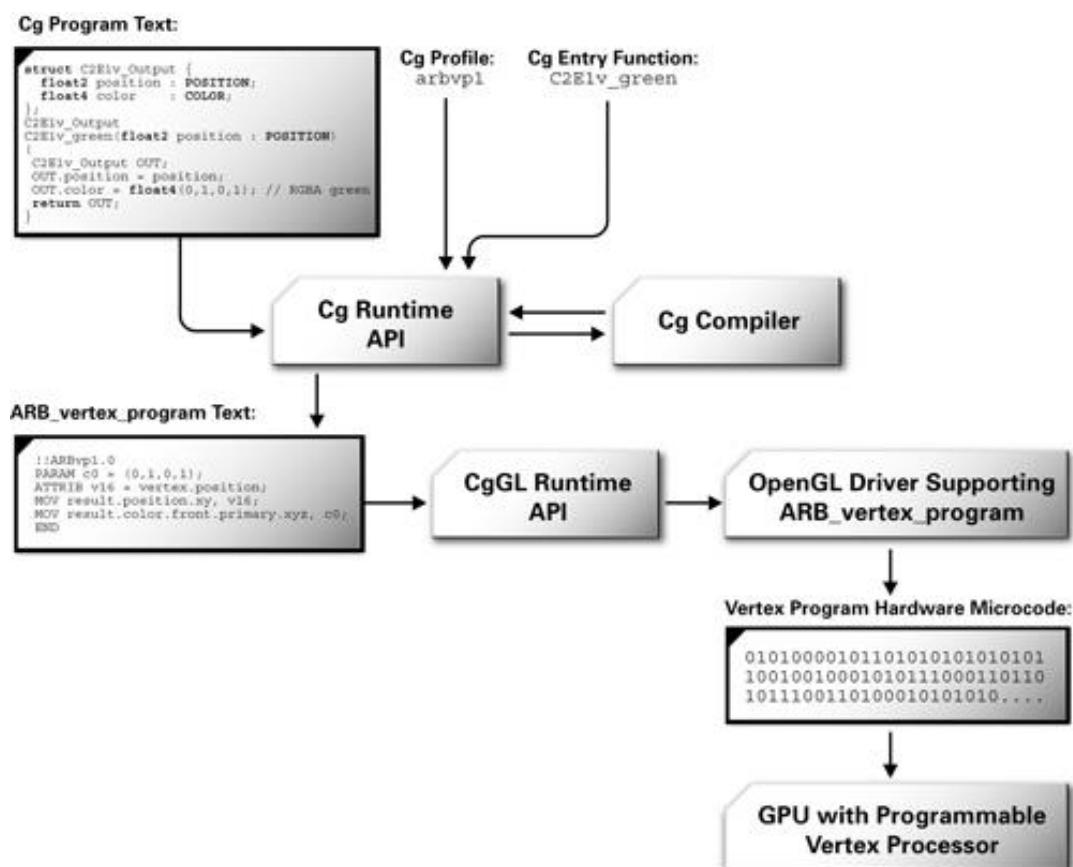 Cg Program Text:
struct C2E1v_Output {
float2 position : POSITION;
float4 color : COLOR;
};
C2E1v_Output
C2E1v_green(float2 position : POSITION)
{
C2E1v_Output OUT;
OUT.position = position;
OUT.color = float4(0,1,0,1); // RGBA green
return OUT;
}
Cg Profile:
arbvp1
Cg Entry Function:
C2E1v_green
Cg Runtime
API
Cg Compiler
ARB_vertex_program Text:
!!ARBvp1.0
PARAM c0 = {0,1,0,1};
ATTRIB v16 = vertex.position;
MOV result.position.xy, v16;
MOV result.color.front.primary.xyz, c0;
END
CgGL Runtime
API
OpenGL Driver Supporting
ARB_vertex_program
Vertex Program Hardware Microcode:
0101000010110101010101010101
1001001000101011100011 0110
1011100110100010101010....
GPU with Programmable
Vertex Processor